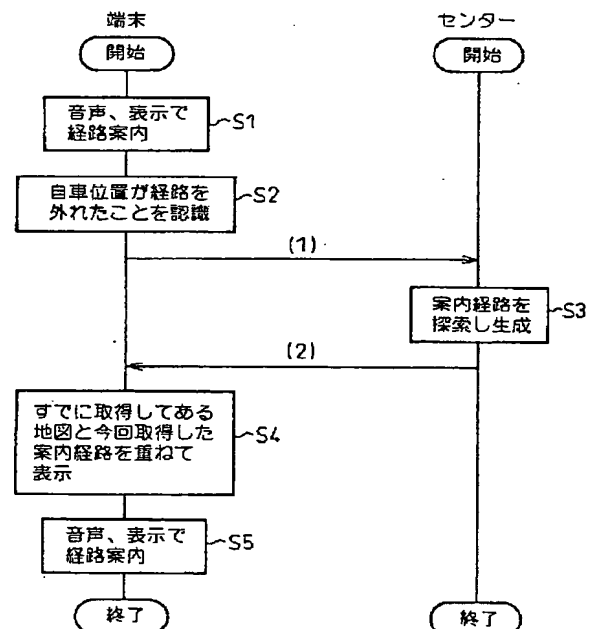 端末
センター
開始
開始
音声、表示で
経路案内
S1
自車位置が経路を
外れたことを認識
S2
(1)
案内経路を
探索し生成
S3
(2)
すでに取得してある
地図と今回取得した
案内経路を重ねて
表示
S4
音声、表示で
経路案内
S5
終了
終了